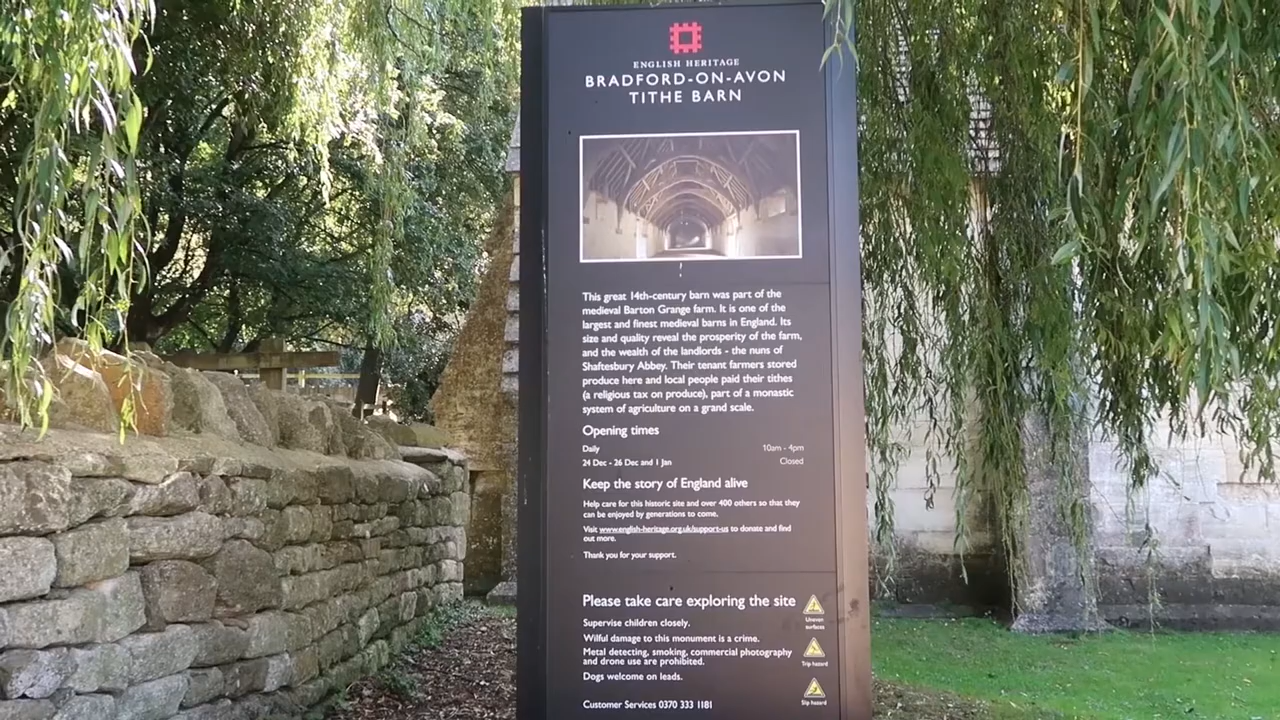 ENGLISH HERITAGE
BRADFORD-ON-AVON
TITHE BARN
This great 14th-century barn was part of the
medieval Barton Grange farm. It is one of the
largest and finest medieval barns in England. Its
size and quality reveal the prosperity of the farm,
and the wealth of the landlords - the nuns of
Shaftesbury Abbey. Their tenant farmers stored
produce here and local people paid their tithes
(a religious tax on produce), part of a monastic
system of agriculture on a grand scale.
Opening times
Daily 10am - 4pm
24 Dec - 26 Dec and 1 Jan Closed
Keep the story of England alive
Help care for this historic site and over 400 others so that they
can be enjoyed by generations to come.
Visit www.english-heritage.org.uk/support-us to donate and find
out more.
Thank you for your support.
Please take care exploring the site
Supervise children closely.
Wilful damage to this monument is a crime.
Metal detecting, smoking, commercial photography
and drone use are prohibited.
Dogs welcome on leads.
Customer Services 0370 333 1181
Uneven
surfaces
Trip hazard
Slip hazard